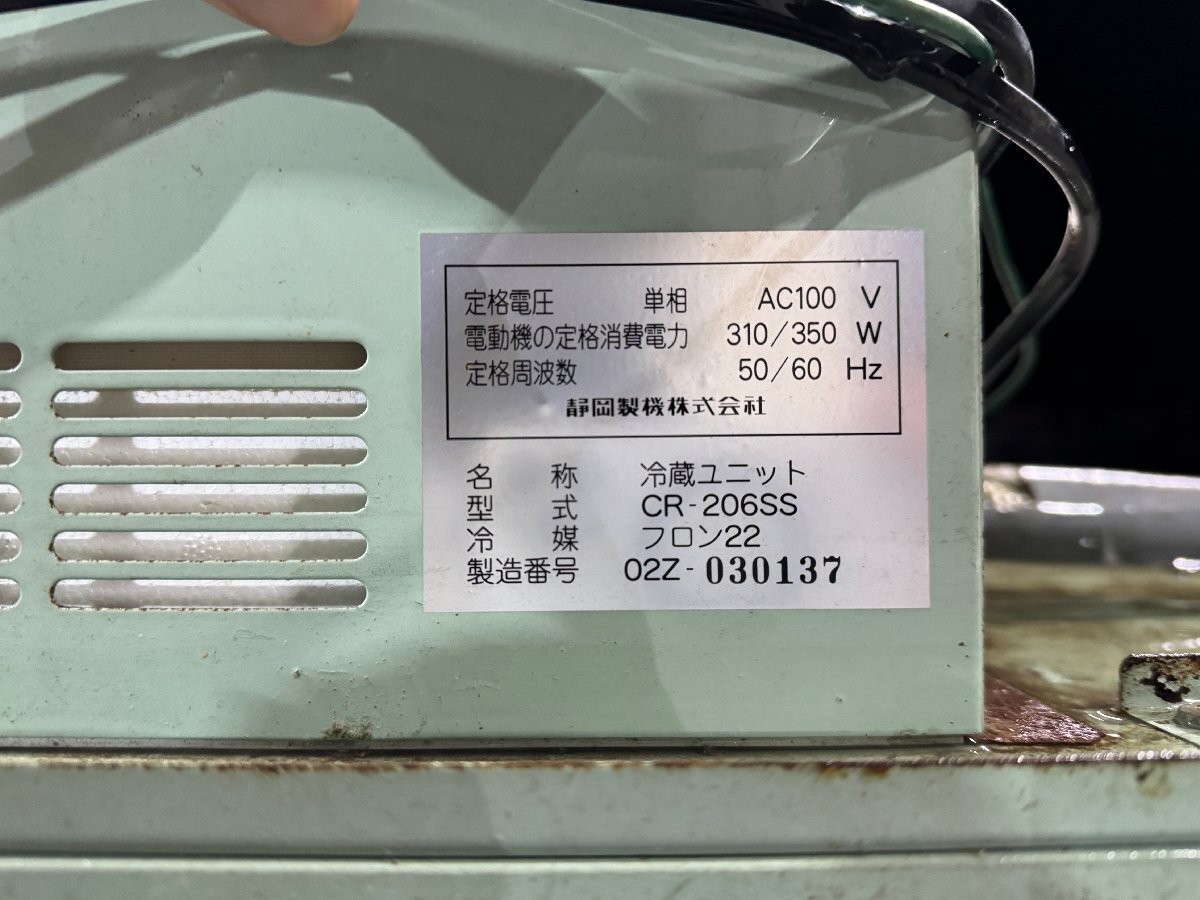 定格電圧 単相 AC100 V
電動機の定格消費電力 310/350 W
定格周波数 50/60 Hz
静岡製機株式会社
名 称 冷蔵ユニット
型 式 CR-206SS
冷 媒 フロン22
製造番号 02Z-030137